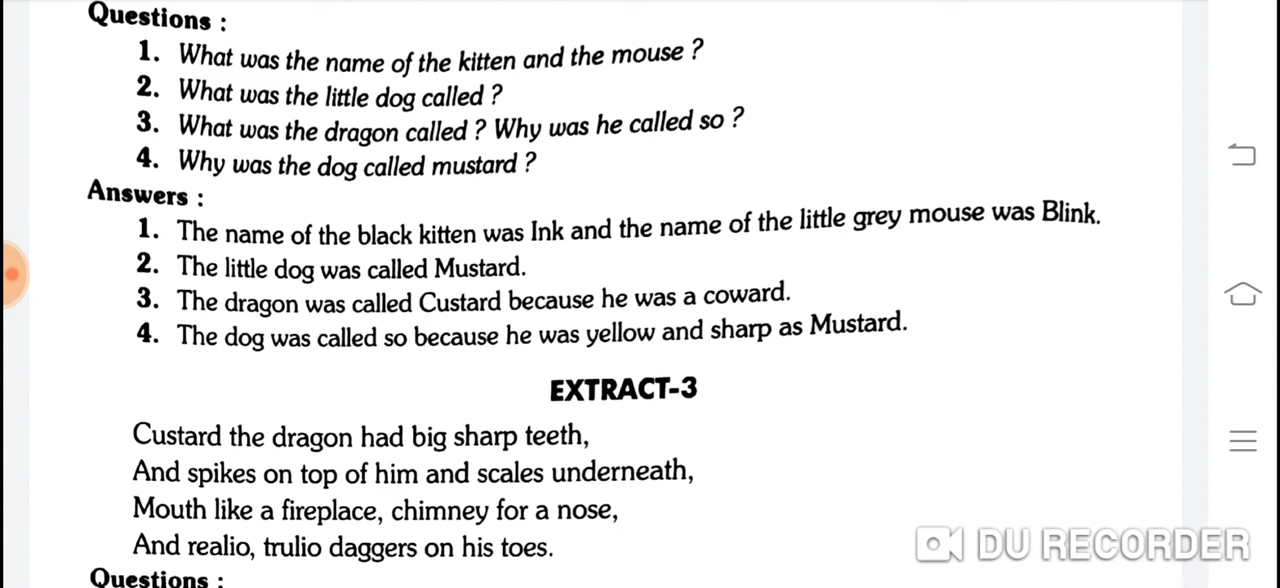 Questions :
1. What was the name of the kitten and the mouse ?
2. What was the little dog called ?
3. What was the dragon called ? Why was he called so ?
4. Why was the dog called mustard ?
Answers :
1. The name of the black kitten was Ink and the name of the little grey mouse was Blink.
2. The little dog was called Mustard.
3. The dragon was called Custard because he was a coward.
4. The dog was called so because he was yellow and sharp as Mustard.
EXTRACT-3
Custard the dragon had big sharp teeth,
And spikes on top of him and scales underneath,
Mouth like a fireplace, chimney for a nose,
And realio, trulio daggers on his toes.
DU RECORDER
Questions :